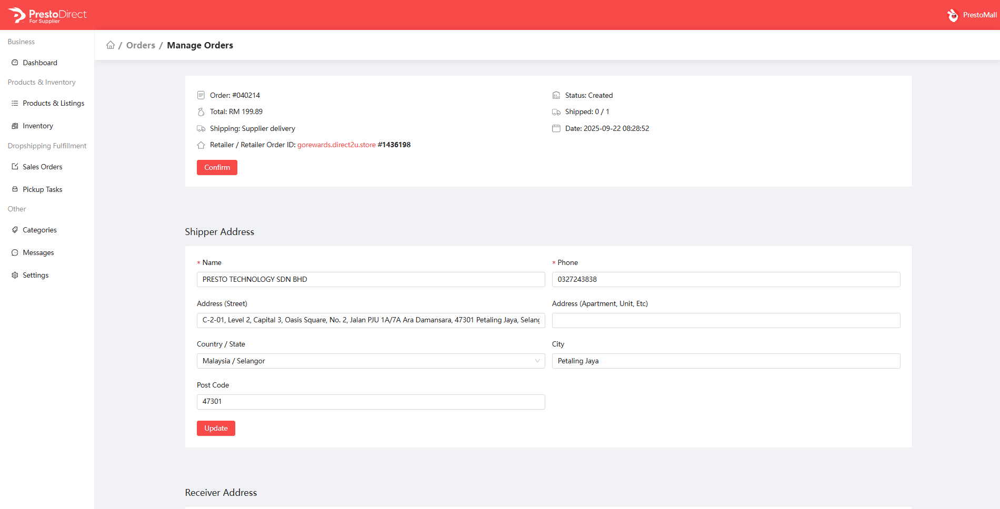 PrestoDirect
For Supplier
PrestoMall
Business
Dashboard
Products & Inventory
Products & Listings
Inventory
Dropshipping Fulfillment
Sales Orders
Pickup Tasks
Other
Categories
Messages
Settings
/ Orders / Manage Orders
Order: #040214
Status: Created
Total: RM 199.89
Shipped: 0 / 1
Shipping: Supplier delivery
Date: 2025-09-22 08:28:52
Retailer / Retailer Order ID: gorewards.direct2u.store #1436198
Confirm
Shipper Address
* Name
* Phone
PRESTO TECHNOLOGY SDN BHD
0327243838
Address (Street)
Address (Apartment, Unit, Etc)
C-2-01, Level 2, Capital 3, Oasis Square, No. 2, Jalan PJU 1A/7A Ara Damansara, 47301 Petaling Jaya, Selang
Country / State
City
Malaysia / Selangor
Petaling Jaya
Post Code
47301
Update
Receiver Address